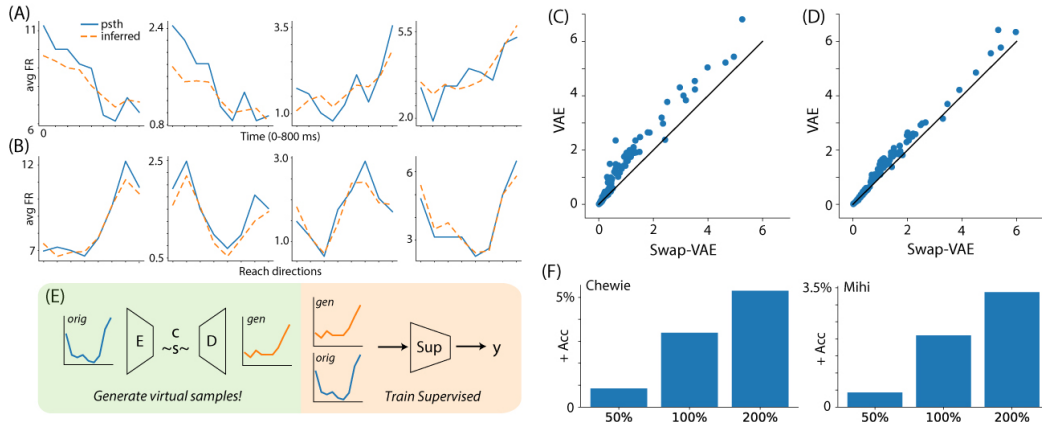 (A)
psth
inferred
avg FR
11
6
0
2.4
0.8
3.5
1.0
5.5
2.0
Time (0-800 ms)
(B)
avg FR
12
7
2.5
0.5
3.0
1.0
6
3
Reach directions
(C)
VAE
6
4
2
0
0 2 4 6
Swap-VAE
(D)
VAE
6
4
2
0
0 2 4 6
Swap-VAE
(E)
orig
E
c
~s~
D
gen
Generate virtual samples!
gen
orig
Sup
y
Train Supervised
(F)
Chewie
5%
+ Acc
0
50% 100% 200%
Mihi
3.5%
+ Acc
0
50% 100% 200%